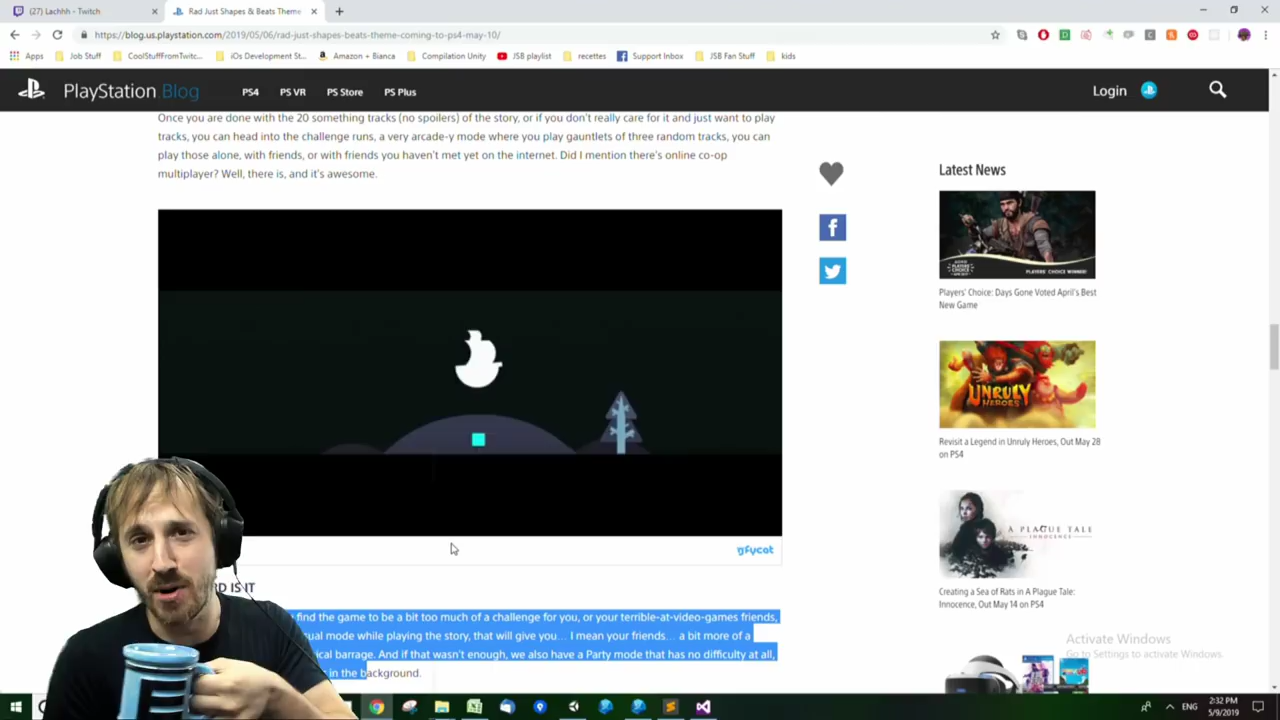 (27) Lachhh - Twitch
Rad Just Shapes & Beats Theme
https://blog.us.playstation.com/2019/05/06/rad-just-shapes-beats-theme-coming-to-ps4-may-10/
Apps Job Stuff CoolStuffFromTwitc... iOs Development St... Amazon + Bianca Compilation Unity JSB playlist recettes Support Inbox JSB Fan Stuff kids
PlayStation.Blog PS4 PS VR PS Store PS Plus Login
Once you are done with the 20 something tracks (no spoilers) of the story, or if you don't really care for it and just want to play
tracks, you can head into the challenge runs, a very arcade-y mode where you play gauntlets of three random tracks, you can
play those alone, with friends, or with friends you haven't met yet on the internet. Did I mention there's online co-op
multiplayer? Well, there is, and it's awesome.
gfycat
IS IT
find the game to be a bit too much of a challenge for you, or your terrible-at-video-games friends,
mode while playing the story, that will give you... I mean your friends... a bit more of a
barrage. And if that wasn't enough, we also have a Party mode that has no difficulty at all,
in the background.
Latest News
PLAYERS' CHOICE WINNER!
Players' Choice: Days Gone Voted April's Best
New Game
UNRULY
HEROES
Revisit a Legend in Unruly Heroes, Out May 28
on PS4
A PLAGUE TALE
INNOCENCE
Creating a Sea of Rats in A Plague Tale:
Innocence, Out May 14 on PS4
Activate Windows
Go to Settings to activate Windows.
ENG
2:32 PM
5/9/2019